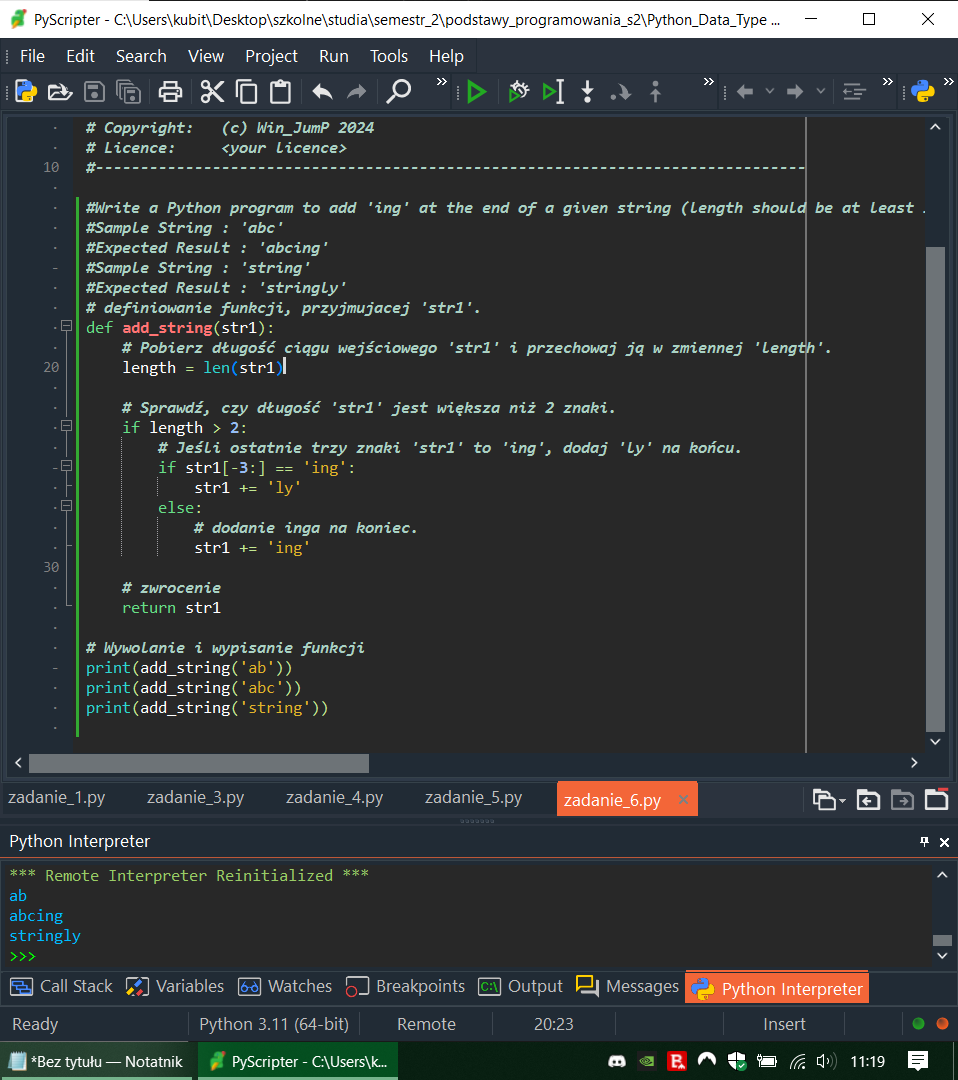 PyScripter - C:\Users\kubit\Desktop\szkolne\studia\semestr_2\podstawy_programowania_s2\Python_Data_Type ...
File Edit Search View Project Run Tools Help
# Copyright:   (c) Win_JumP 2024
# Licence:     <your licence>
10 #-------------------------------------------------------------------------------
#Write a Python program to add 'ing' at the end of a given string (length should be at least
#Sample String : 'abc'
#Expected Result : 'abcing'
#Sample String : 'string'
#Expected Result : 'stringly'
# definiowanie funkcji, przyjmujacej 'str1'.
def add_string(str1):
    # Pobierz długość ciągu wejściowego 'str1' i przechowaj ją w zmiennej 'length'.
20     length = len(str1)
    # Sprawdź, czy długość 'str1' jest większa niż 2 znaki.
    if length > 2:
        # Jeśli ostatnie trzy znaki 'str1' to 'ing', dodaj 'ly' na końcu.
        if str1[-3:] == 'ing':
            str1 += 'ly'
        else:
            # dodanie inga na koniec.
            str1 += 'ing'
30
    # zwrocenie
    return str1
# Wywolanie i wypisanie funkcji
print(add_string('ab'))
print(add_string('abc'))
print(add_string('string'))
zadanie_1.py zadanie_3.py zadanie_4.py zadanie_5.py zadanie_6.py
Python Interpreter
*** Remote Interpreter Reinitialized ***
ab
abcing
stringly
>>>
Call Stack Variables Watches Breakpoints Output Messages Python Interpreter
Ready Python 3.11 (64-bit) Remote 20:23 Insert
*Bez tytułu — Notatnik PyScripter - C:\Users\k... 11:19